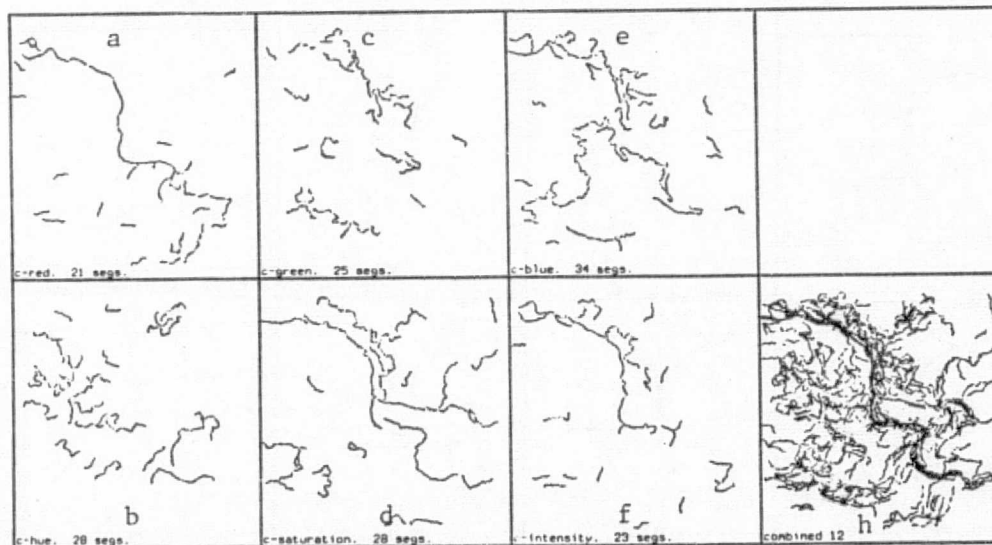 a
c
e
c-red. 21 segs.
c-green. 25 segs.
c-blue. 34 segs.
b
d
f
h
c-hue. 28 segs.
c-saturation. 28 segs.
c-intensity. 23 segs.
combined 12